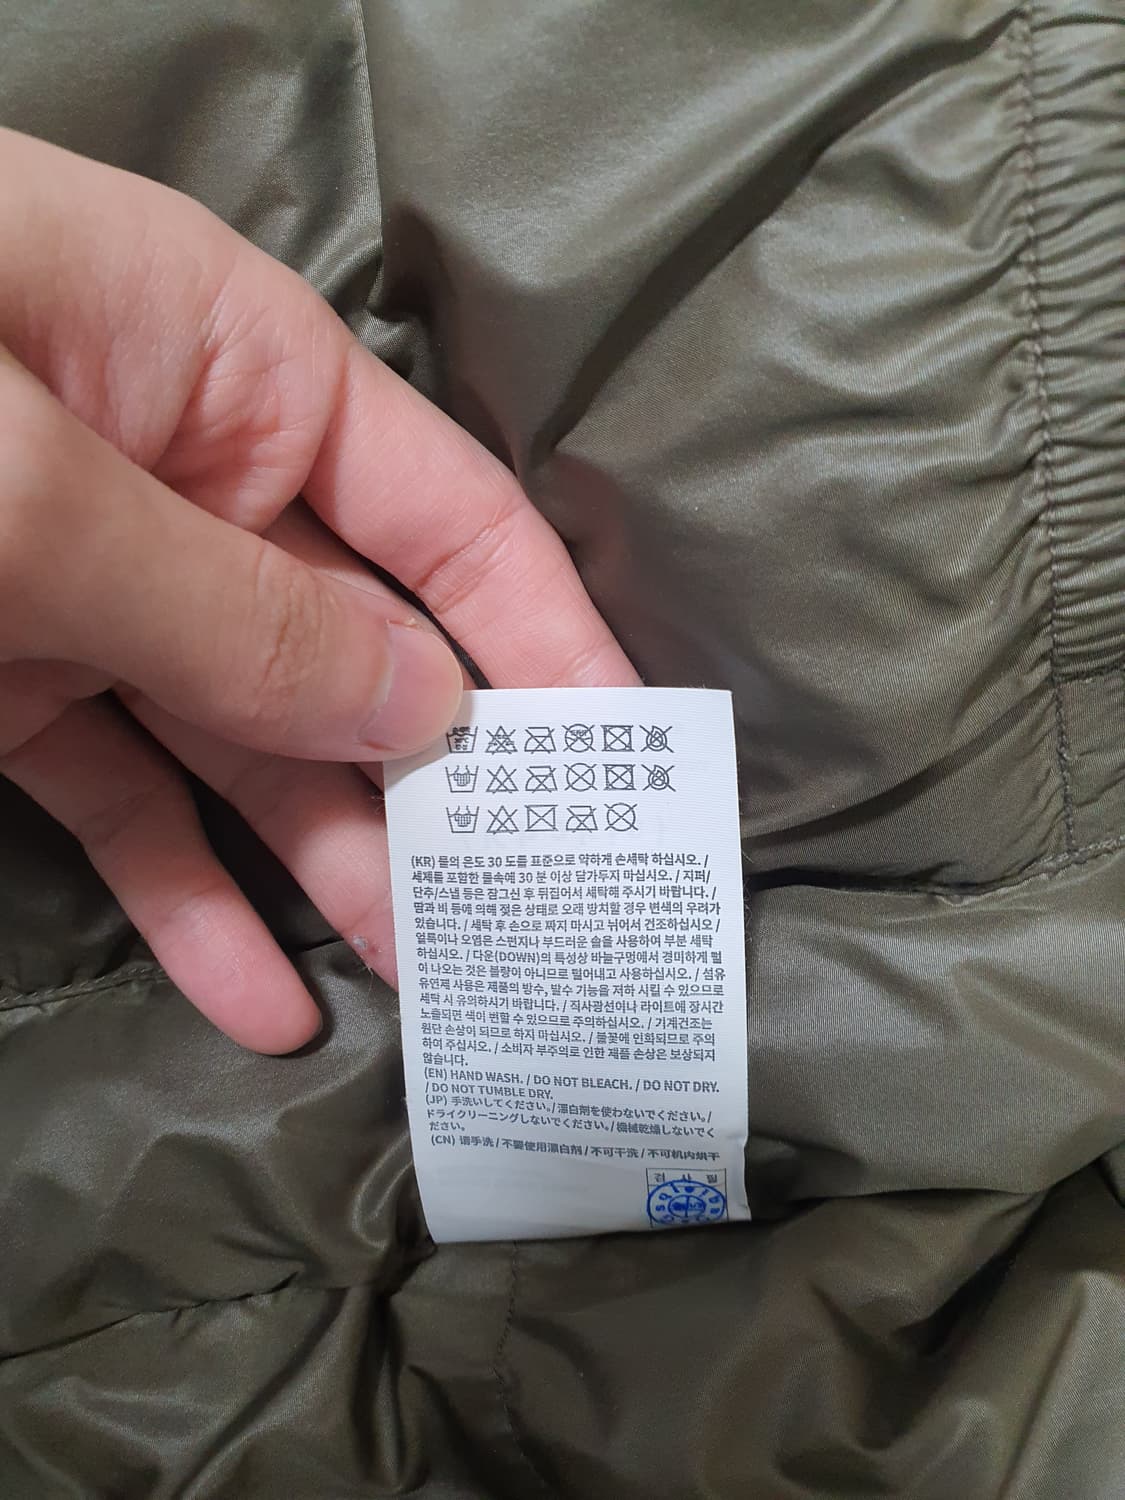 (KR) 물의 온도 30 도를 표준으로 약하게 손세탁 하십시오. /
세제를 포함한 물속에 30 분 이상 담가두지 마십시오. / 지퍼/
단추/스냅 등은 잠그신 후 뒤집어서 세탁해 주시기 바랍니다. /
땀과 비 등에 의해 젖은 상태로 오래 방치할 경우 변색의 우려가
있습니다. / 세탁 후 손으로 짜지 마시고 뉘어서 건조하십시오 /
얼룩이나 오염은 스펀지나 부드러운 솔을 사용하여 부분 세탁
하십시오. / 다운(DOWN)의 특성상 바늘구멍에서 경미하게 털
이 나오는 것은 불량이 아니므로 털어내고 사용하십시오. / 섬유
유연제 사용은 제품의 방수, 발수 기능을 저하 시킬 수 있으므로
세탁 시 유의하시기 바랍니다. / 직사광선이나 라이트에 장시간
노출되면 색이 변할 수 있으므로 주의하십시오. / 기계건조는
원단 손상이 되므로 하지 마십시오. / 불꽃에 인화되므로 주의
하여 주십시오. / 소비자 부주의로 인한 제품 손상은 보상되지
않습니다.
(EN) HAND WASH. / DO NOT BLEACH. / DO NOT DRY.
/ DO NOT TUMBLE DRY.
(JP) 手洗いしてください。/ 漂白剤を使わないでください。/
ドライクリーニングしないでください。/ 機械乾燥しないでく
ださい。
(CN) 请手洗 / 不要使用漂白剂 / 不可干洗 / 不可机内烘干
검 사 필